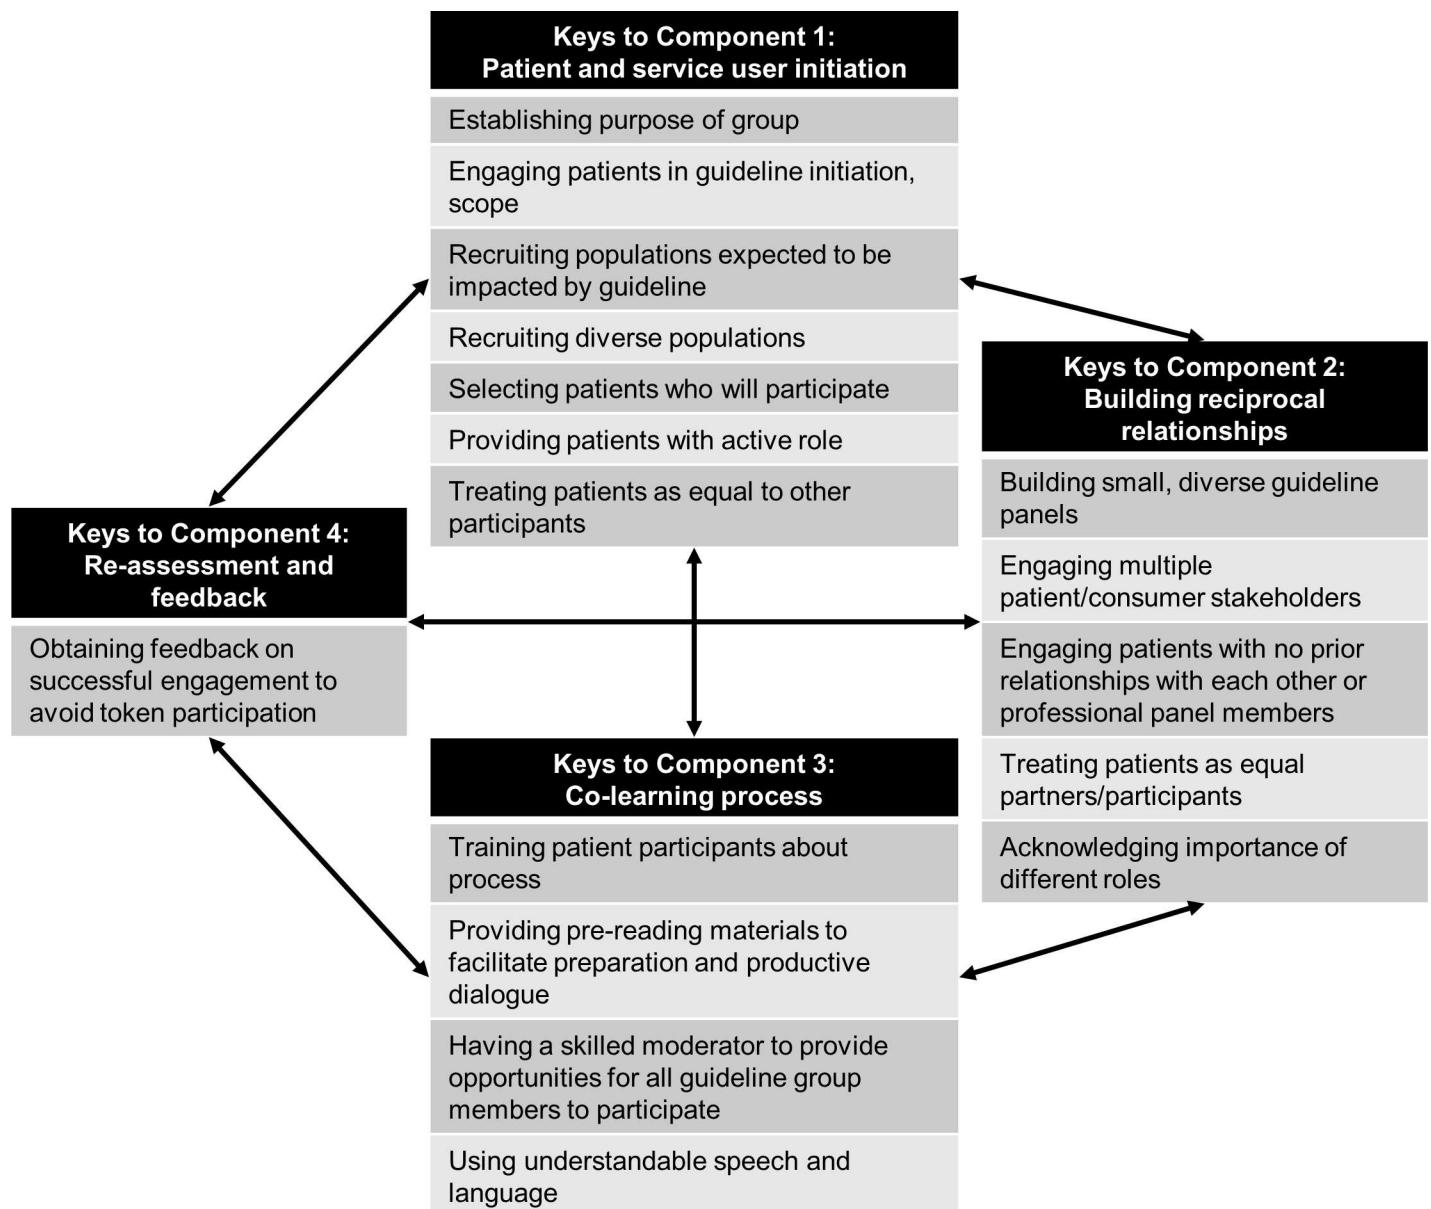 Keys to Component 1:
Patient and service user initiation
Establishing purpose of group
Engaging patients in guideline initiation,
scope
Recruiting populations expected to be
impacted by guideline
Recruiting diverse populations
Selecting patients who will participate
Providing patients with active role
Treating patients as equal to other
participants
Keys to Component 2:
Building reciprocal
relationships
Building small, diverse guideline
panels
Engaging multiple
patient/consumer stakeholders
Engaging patients with no prior
relationships with each other or
professional panel members
Treating patients as equal
partners/participants
Acknowledging importance of
different roles
Keys to Component 3:
Co-learning process
Training patient participants about
process
Providing pre-reading materials to
facilitate preparation and productive
dialogue
Having a skilled moderator to provide
opportunities for all guideline group
members to participate
Using understandable speech and
language
Keys to Component 4:
Re-assessment and
feedback
Obtaining feedback on
successful engagement to
avoid token participation